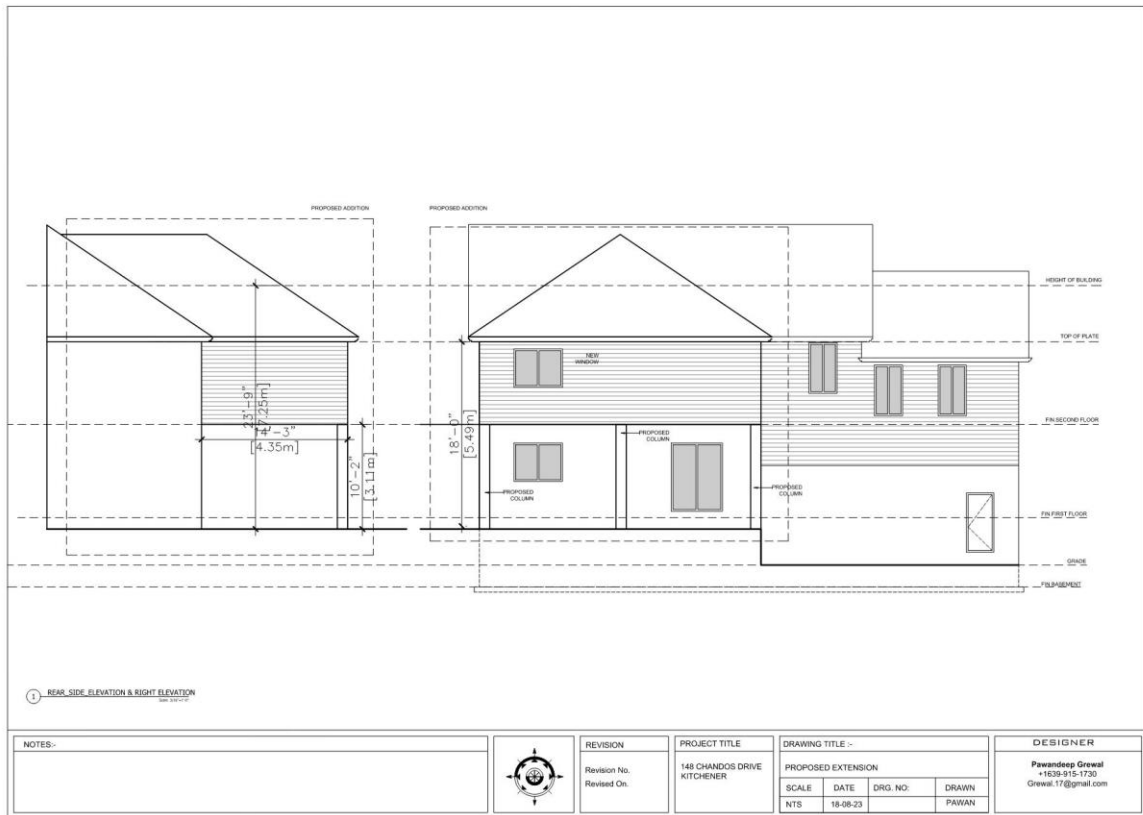 PROPOSED ADDITION
PROPOSED ADDITION
HEIGHT OF BUILDING
TOP OF PLATE
NEW
WINDOW
23'-9"
[7.25m]
14'-3"
[4.35m]
10'-2"
[3.11m]
18'-0"
[5.49m]
FIN SECOND FLOOR
PROPOSED
COLUMN
PROPOSED
COLUMN
PROPOSED
COLUMN
FIN FIRST FLOOR
GRADE
FIN BASEMENT
1
REAR_SIDE_ELEVATION & RIGHT ELEVATION
NOTES:-
REVISION
Revision No.
Revised On.
PROJECT TITLE
148 CHANDOS DRIVE
KITCHENER
DRAWING TITLE :-
PROPOSED EXTENSION
SCALE DATE DRG. NO: DRAWN
NTS 18-08-23 PAWAN
DESIGNER
Pawandeep Grewal
+1639-915-1730
Grewal.17@gmail.com